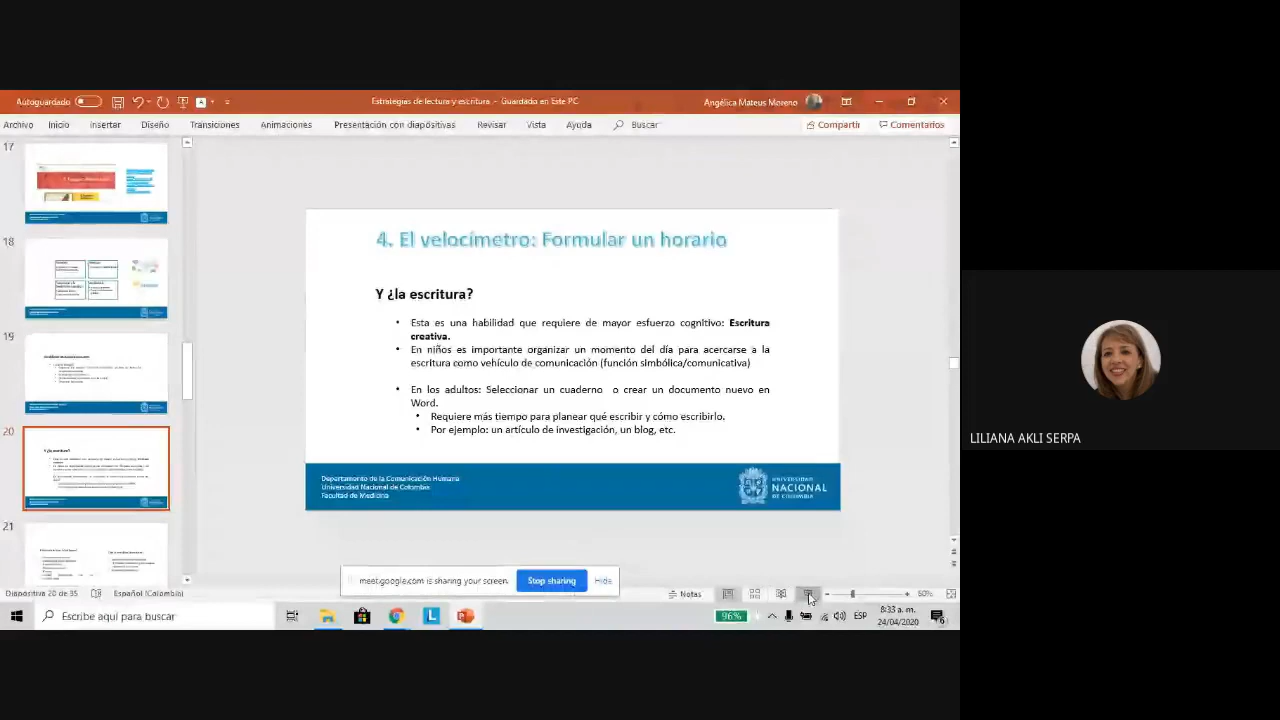 Autoguardado
Estrategias de lectura y escritura - Guardado en Este PC
Angélica Mateus Moreno
Archivo Inicio Insertar Diseño Transiciones Animaciones Presentación con diapositivas Revisar Vista Ayuda Buscar Compartir Comentarios
17
18
19
20
Y ¿la escritura?
21
4. El velocímetro: Formular un horario
Y ¿la escritura?
• Esta es una habilidad que requiere de mayor esfuerzo cognitivo: Escritura
creativa.
• En niños es importante organizar un momento del día para acercarse a la
escritura como vehículo de comunicación (función simbólica/comunicativa)
• En los adultos: Seleccionar un cuaderno o crear un documento nuevo en
Word.
• Requiere más tiempo para planear qué escribir y cómo escribirlo.
• Por ejemplo: un artículo de investigación, un blog, etc.
Departamento de la Comunicación Humana
Universidad Nacional de Colombia
Facultad de Medicina
UNIVERSIDAD
NACIONAL
DE COLOMBIA
LILIANA AKLI SERPA
meet.google.com is sharing your screen. Stop sharing Hide
Diapositiva 20 de 35 Español (Colombia) Notas 50%
Escribe aquí para buscar
96%
ESP
8:33 a. m.
24/04/2020